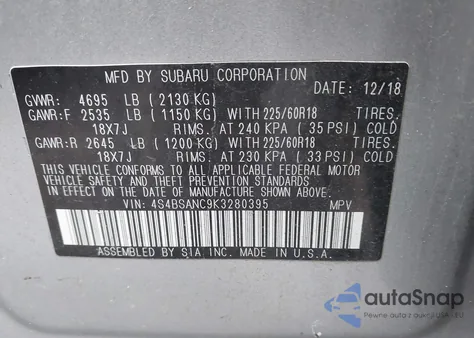 MFD BY SUBARU CORPORATION
DATE: 12/18
GVWR: 4695 LB (2130 KG)
GAWR:F 2535 LB (1150 KG) WITH 225/60R18 TIRES.
18X7J RIMS. AT 240 KPA (35 PSI) COLD
GAWR:R 2645 LB (1200 KG) WITH 225/60R18 TIRES.
18X7J RIMS. AT 230 KPA (33 PSI) COLD
THIS VEHICLE CONFORMS TO ALL APPLICABLE FEDERAL MOTOR
VEHICLE SAFETY AND THEFT PREVENTION STANDARDS IN EFFECT
ON THE DATE OF MANUFACTURE SHOWN ABOVE.
VIN: 4S4BSANC9K3280395 MPV
ASSEMBLED BY SIA INC. MADE IN U.S.A.
autoSnap
Pewne auto z USA i EU